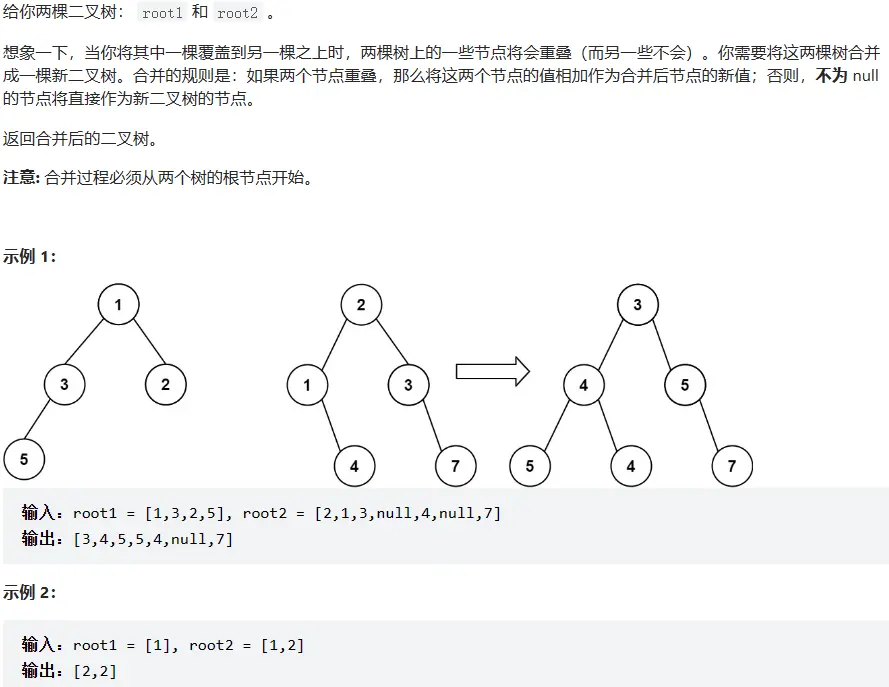 给你两棵二叉树： root1 和 root2 。
想象一下，当你将其中一棵覆盖到另一棵之上时，两棵树上的一些节点将会重叠（而另一些不会）。你需要将这两棵树合并
成一棵新二叉树。合并的规则是：如果两个节点重叠，那么将这两个节点的值相加作为合并后节点的新值；否则，不为 null
的节点将直接作为新二叉树的节点。
返回合并后的二叉树。
注意: 合并过程必须从两个树的根节点开始。
示例 1：
1 2 3
3 2 1 3 4 5
5 4 7 5 4 7
输入：root1 = [1,3,2,5], root2 = [2,1,3,null,4,null,7]
输出：[3,4,5,5,4,null,7]
示例 2：
输入：root1 = [1], root2 = [1,2]
输出：[2,2]